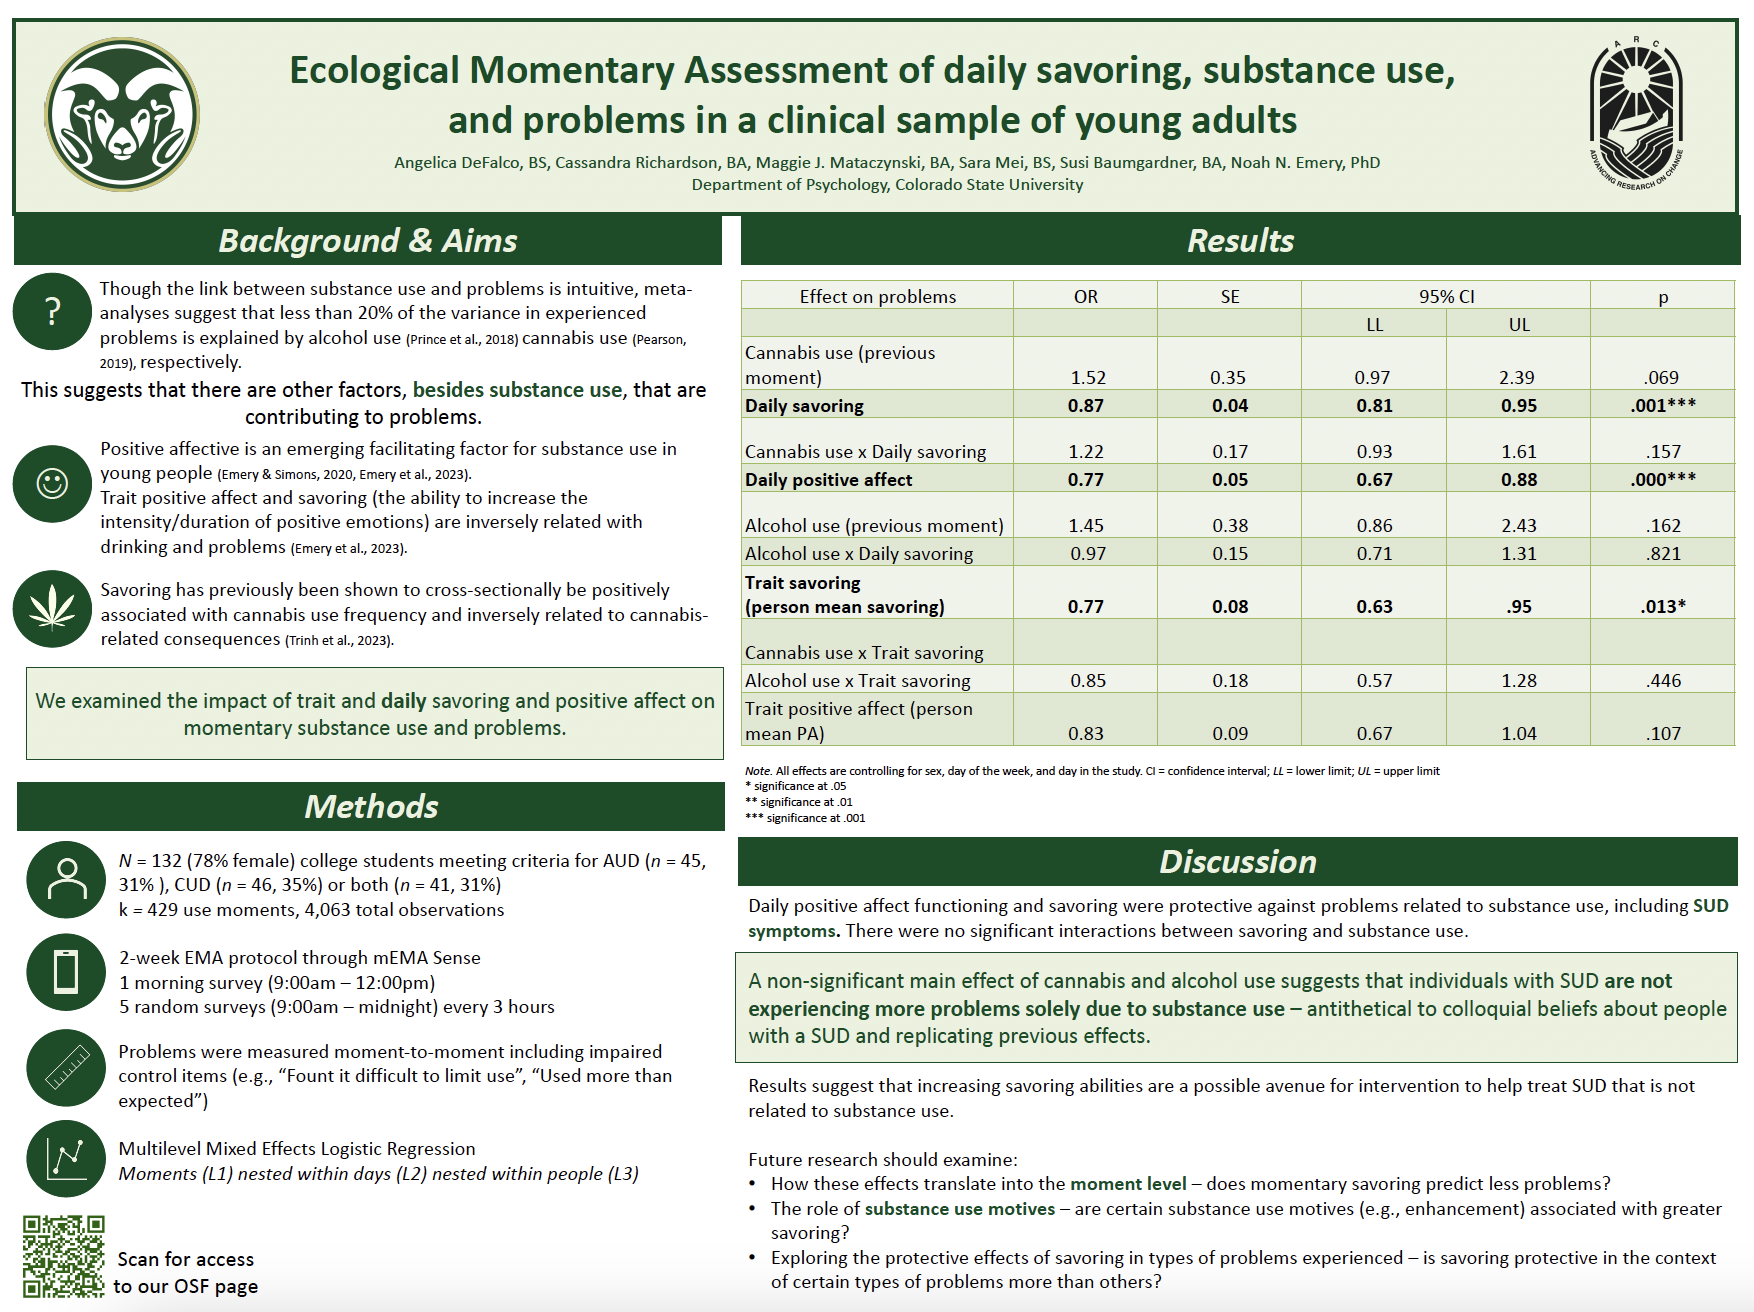 Ecological Momentary Assessment of daily savoring, substance use,
and problems in a clinical sample of young adults
Angelica DeFalco, BS, Cassandra Richardson, BA, Maggie J. Mataczynski, BA, Sara Mei, BS, Susi Baumgardner, BA, Noah N. Emery, PhD
Department of Psychology, Colorado State University
A R C
ADVANCING RESEARCH ON CHANGE
Background & Aims
?
Though the link between substance use and problems is intuitive, meta-
analyses suggest that less than 20% of the variance in experienced
problems is explained by alcohol use (Prince et al., 2018) cannabis use (Pearson,
2019), respectively.
This suggests that there are other factors, besides substance use, that are
contributing to problems.
Positive affective is an emerging facilitating factor for substance use in
young people (Emery & Simons, 2020, Emery et al., 2023).
Trait positive affect and savoring (the ability to increase the
intensity/duration of positive emotions) are inversely related with
drinking and problems (Emery et al., 2023).
Savoring has previously been shown to cross-sectionally be positively
associated with cannabis use frequency and inversely related to cannabis-
related consequences (Trinh et al., 2023).
We examined the impact of trait and daily savoring and positive affect on
momentary substance use and problems.
Methods
N = 132 (78% female) college students meeting criteria for AUD (n = 45,
31% ), CUD (n = 46, 35%) or both (n = 41, 31%)
k = 429 use moments, 4,063 total observations
2-week EMA protocol through mEMA Sense
1 morning survey (9:00am – 12:00pm)
5 random surveys (9:00am – midnight) every 3 hours
Problems were measured moment-to-moment including impaired
control items (e.g., “Fount it difficult to limit use”, “Used more than
expected”)
Multilevel Mixed Effects Logistic Regression
Moments (L1) nested within days (L2) nested within people (L3)
Scan for access
to our OSF page
Results
Effect on problems OR SE 95% CI p
LL UL
Cannabis use (previous
moment) 1.52 0.35 0.97 2.39 .069
Daily savoring 0.87 0.04 0.81 0.95 .001***
Cannabis use x Daily savoring 1.22 0.17 0.93 1.61 .157
Daily positive affect 0.77 0.05 0.67 0.88 .000***
Alcohol use (previous moment) 1.45 0.38 0.86 2.43 .162
Alcohol use x Daily savoring 0.97 0.15 0.71 1.31 .821
Trait savoring
(person mean savoring) 0.77 0.08 0.63 .95 .013*
Cannabis use x Trait savoring
Alcohol use x Trait savoring 0.85 0.18 0.57 1.28 .446
Trait positive affect (person
mean PA) 0.83 0.09 0.67 1.04 .107
Note. All effects are controlling for sex, day of the week, and day in the study. CI = confidence interval; LL = lower limit; UL = upper limit
* significance at .05
** significance at .01
*** significance at .001
Discussion
Daily positive affect functioning and savoring were protective against problems related to substance use, including SUD
symptoms. There were no significant interactions between savoring and substance use.
A non-significant main effect of cannabis and alcohol use suggests that individuals with SUD are not
experiencing more problems solely due to substance use – antithetical to colloquial beliefs about people
with a SUD and replicating previous effects.
Results suggest that increasing savoring abilities are a possible avenue for intervention to help treat SUD that is not
related to substance use.
Future research should examine:
• How these effects translate into the moment level – does momentary savoring predict less problems?
• The role of substance use motives – are certain substance use motives (e.g., enhancement) associated with greater
savoring?
• Exploring the protective effects of savoring in types of problems experienced – is savoring protective in the context
of certain types of problems more than others?